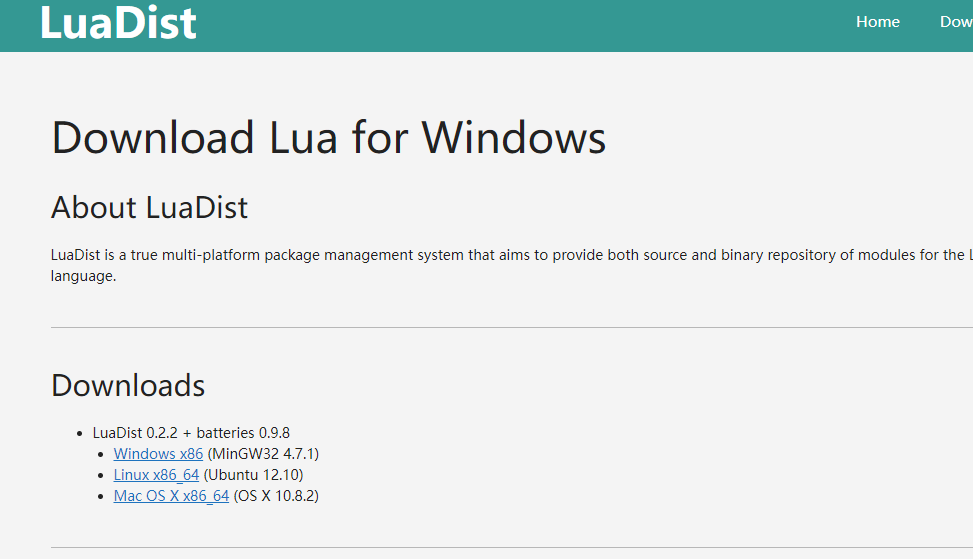 LuaDist
Home
Dow
Download Lua for Windows
About LuaDist
LuaDist is a true multi-platform package management system that aims to provide both source and binary repository of modules for the L
language.
Downloads
LuaDist 0.2.2 + batteries 0.9.8
Windows x86 (MinGW32 4.7.1)
Linux x86_64 (Ubuntu 12.10)
Mac OS X x86_64 (OS X 10.8.2)